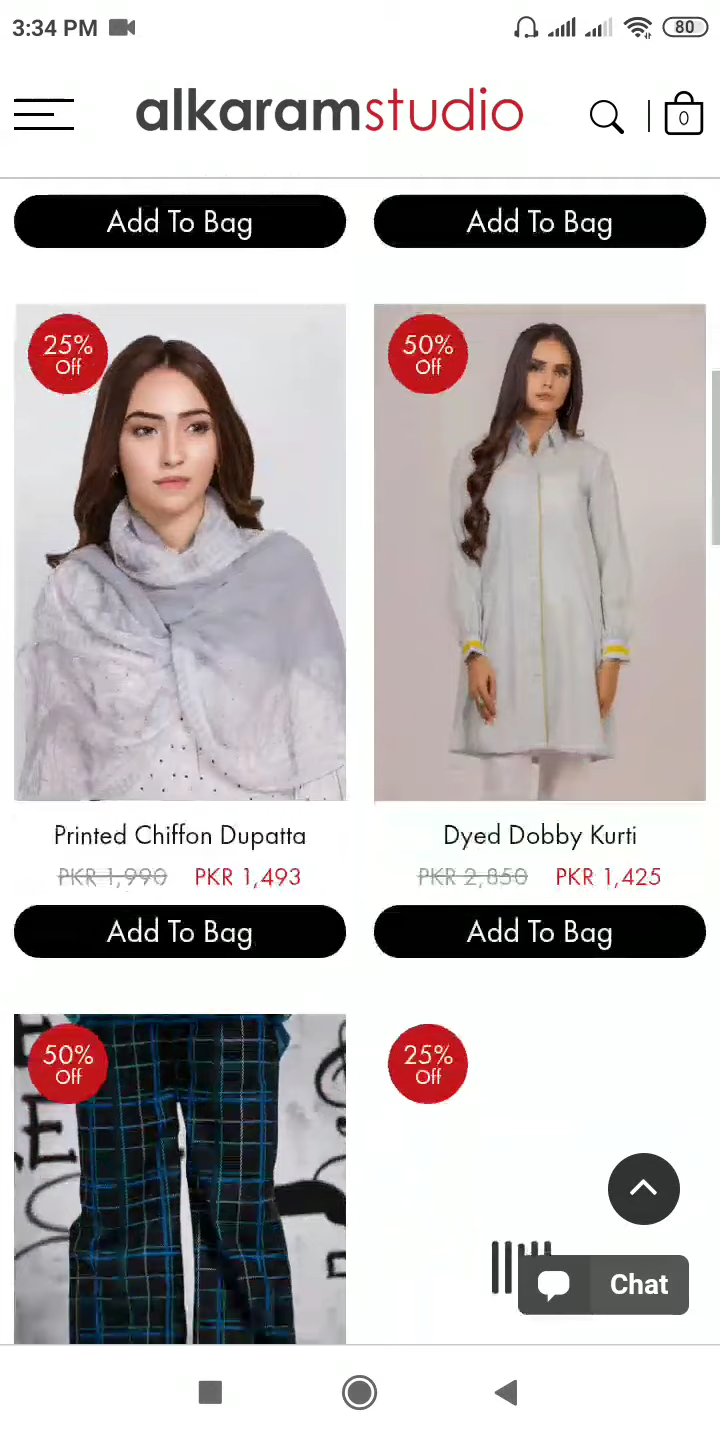 3:34 PM 80
alkaramstudio
0
Add To Bag
Add To Bag
25% Off
50% Off
Printed Chiffon Dupatta
PKR 1,990 PKR 1,493
Add To Bag
Dyed Dobby Kurti
PKR 2,850 PKR 1,425
Add To Bag
50% Off
25% Off
Chat